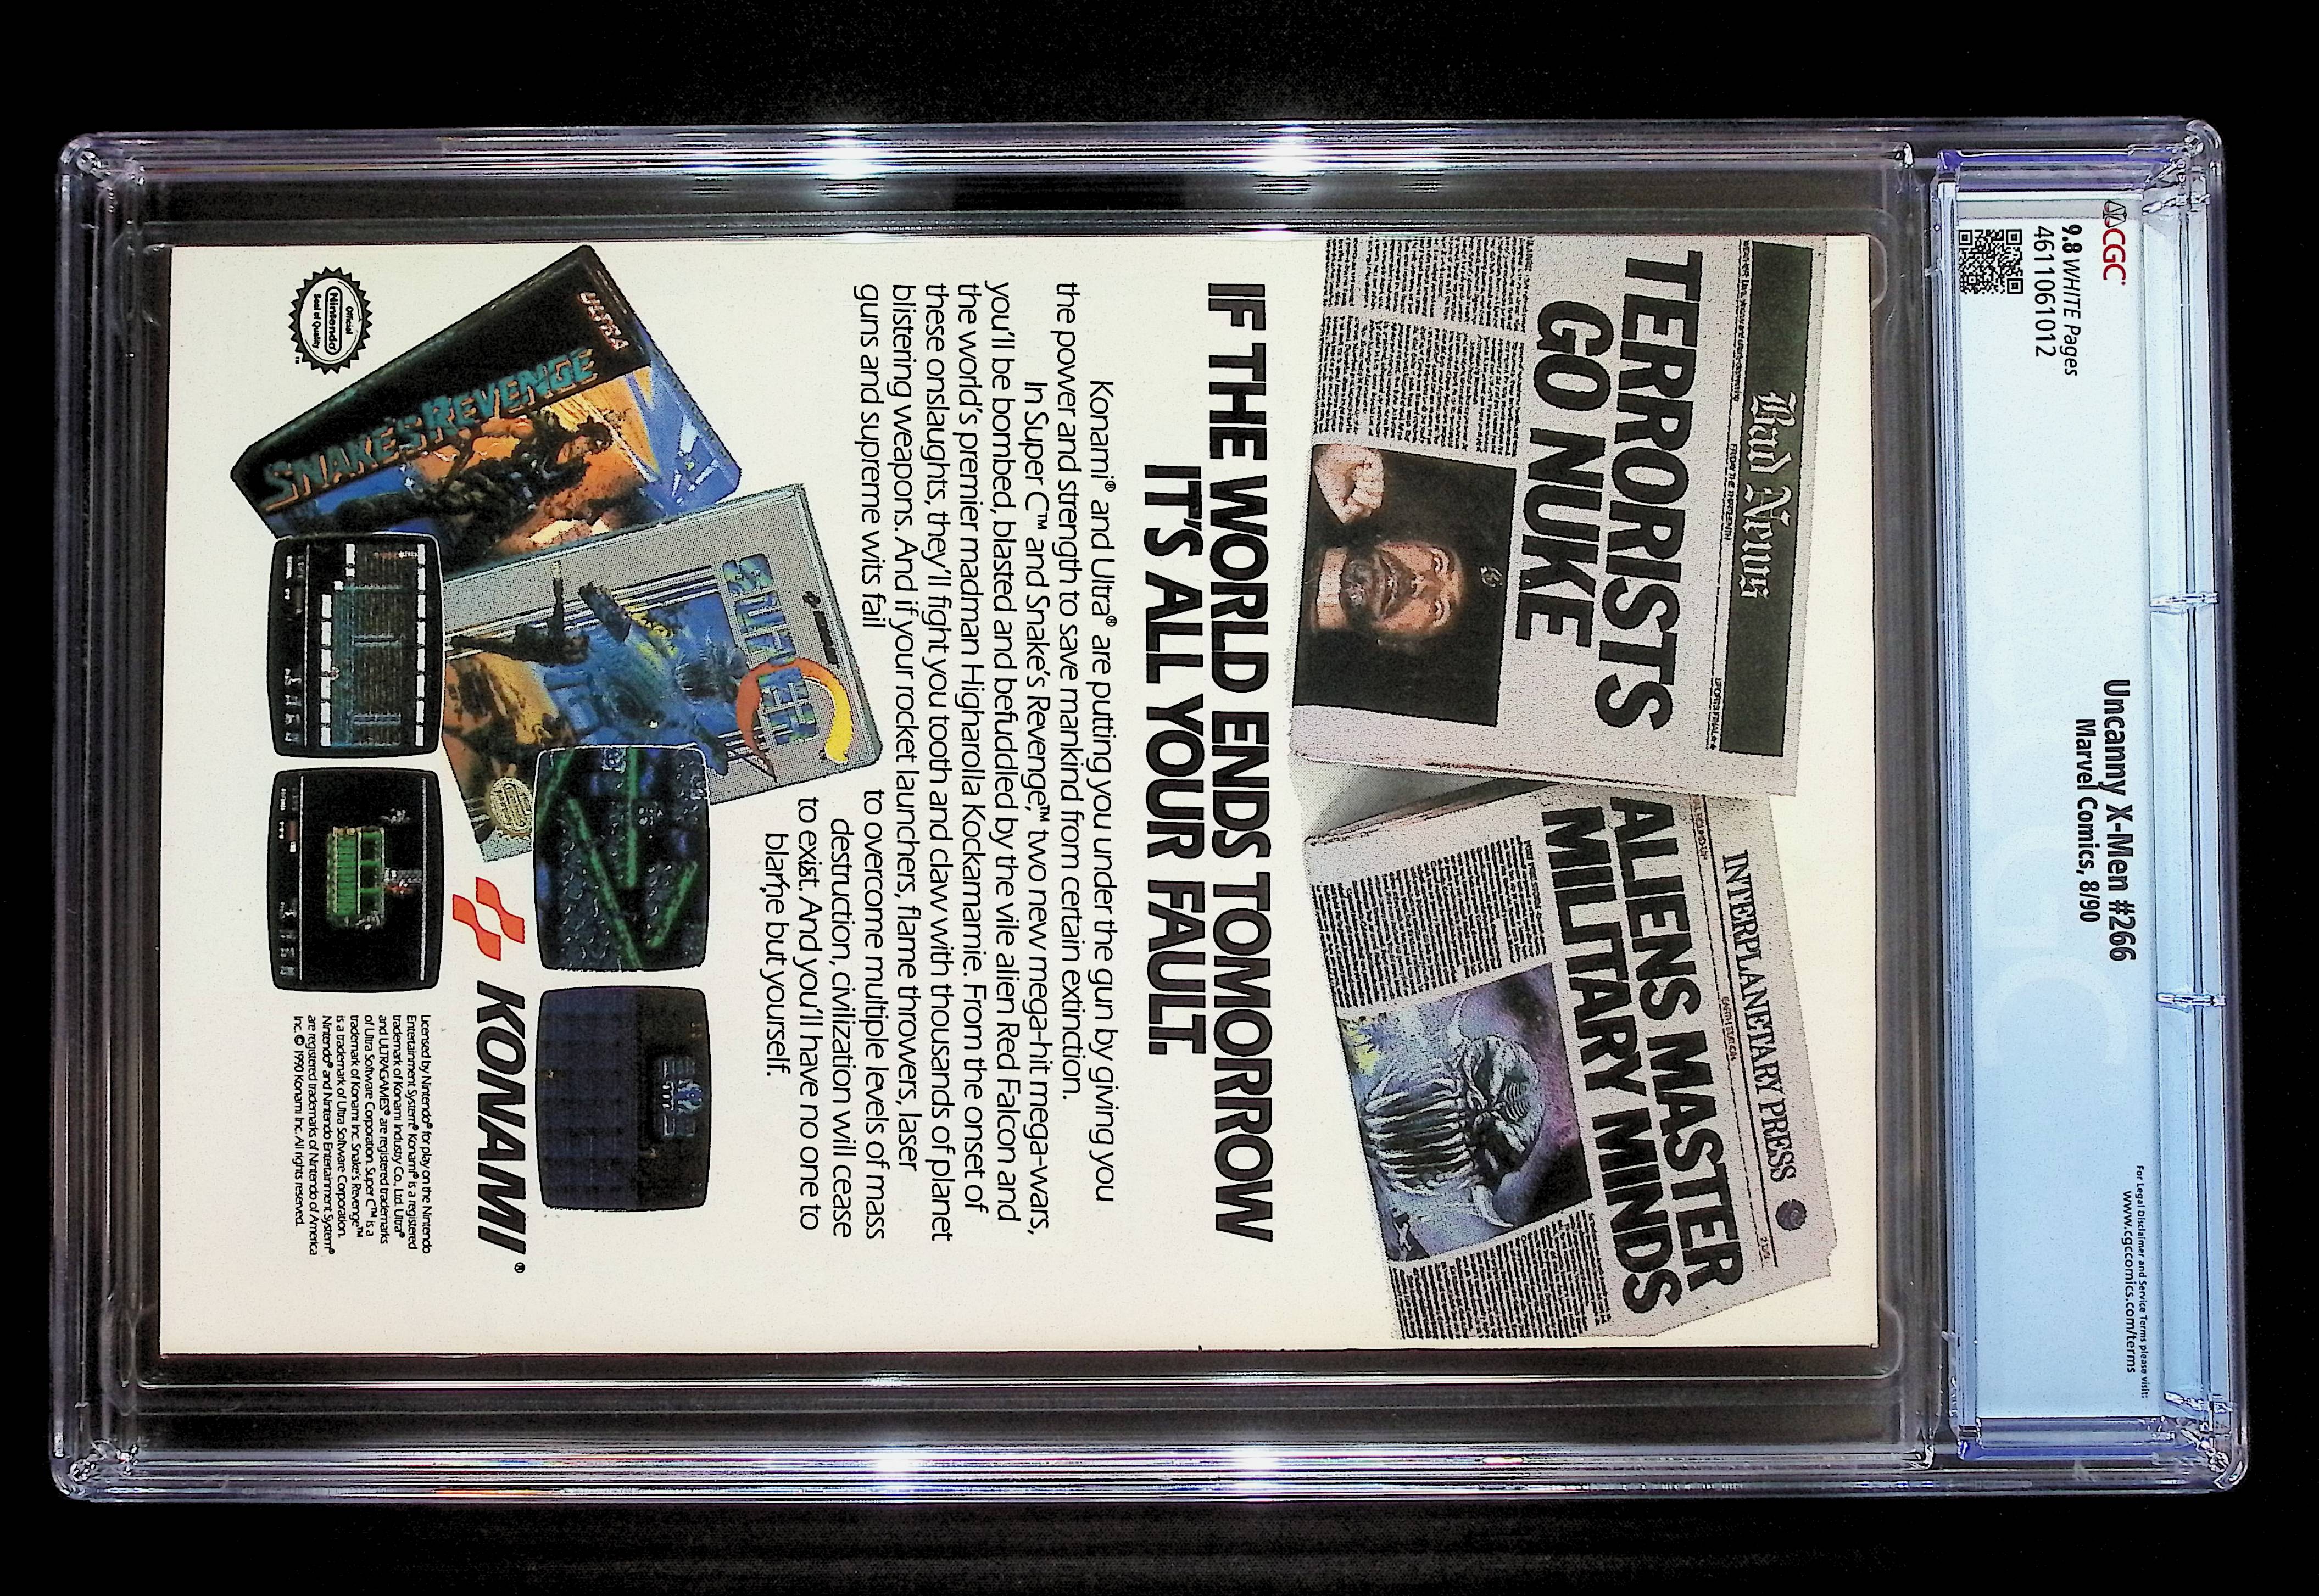 CGC
9.8 WHITE Pages
4611061012
Uncanny X-Men #266
Marvel Comics, 8/90
For Legal Disclaimer and Service Terms please visit:
www.cgccomics.com/terms
Bad News
SPORTS FINAL
TERRORISTS
GO NUKE
INTERPLANETARY PRESS
EARTH EDITION
ALIENS MASTER
MILITARY MINDS
IF THE WORLD ENDS TOMORROW
IT'S ALL YOUR FAULT.
Konami® and Ultra® are putting you under the gun by giving you
the power and strength to save mankind from certain extinction.
In Super C™ and Snake's Revenge,™ two new mega-hit mega-wars,
you'll be bombed, blasted and befuddled by the vile alien Red Falcon and
the world's premier madman Higharolla Kockamamie. From the onset of
these onslaughts, they'll fight you tooth and claw with thousands of planet
blistering weapons. And if your rocket launchers, flame throwers, laser
guns and supreme wits fail
to overcome multiple levels of mass
destruction, civilization will cease
to exist. And you'll have no one to
blame but yourself.
ULTRA
SNAKE'S REVENGE
SUPER C
Official
Nintendo
Seal of Quality
™
KONAMI®
Licensed by Nintendo® for play on the Nintendo
Entertainment System®. Konami® is a registered
trademark of Konami Industry Co., Ltd. Ultra®
and ULTRAGAMES® are registered trademarks
of Ultra Software Corporation. Super C™ is a
trademark of Konami Inc. Snake's Revenge™
is a trademark of Ultra Software Corporation.
Nintendo® and Nintendo Entertainment System®
are registered trademarks of Nintendo of America
Inc. © 1990 Konami Inc. All rights reserved.